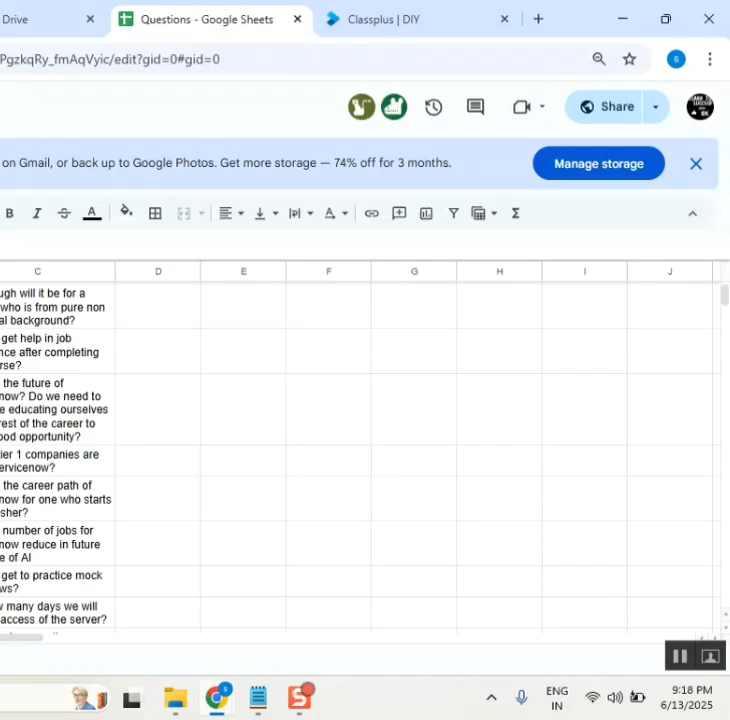 Drive
Questions - Google Sheets
Classplus | DIY
PgzkqRy_fmAqVyic/edit?gid=0#gid=0
S
Share
on Gmail, or back up to Google Photos. Get more storage — 74% off for 3 months.
Manage storage
B I S A
C D E F G H I J
ugh will it be for a
who is from pure non
al background?
get help in job
nce after completing
rse?
the future of
now? Do we need to
e educating ourselves
rest of the career to
ood opportunity?
ier 1 companies are
ervicenow?
the career path of
now for one who starts
sher?
number of jobs for
now reduce in future
e of AI
get to practice mock
ws?
w many days we will
access of the server?
ENG
IN
9:18 PM
6/13/2025